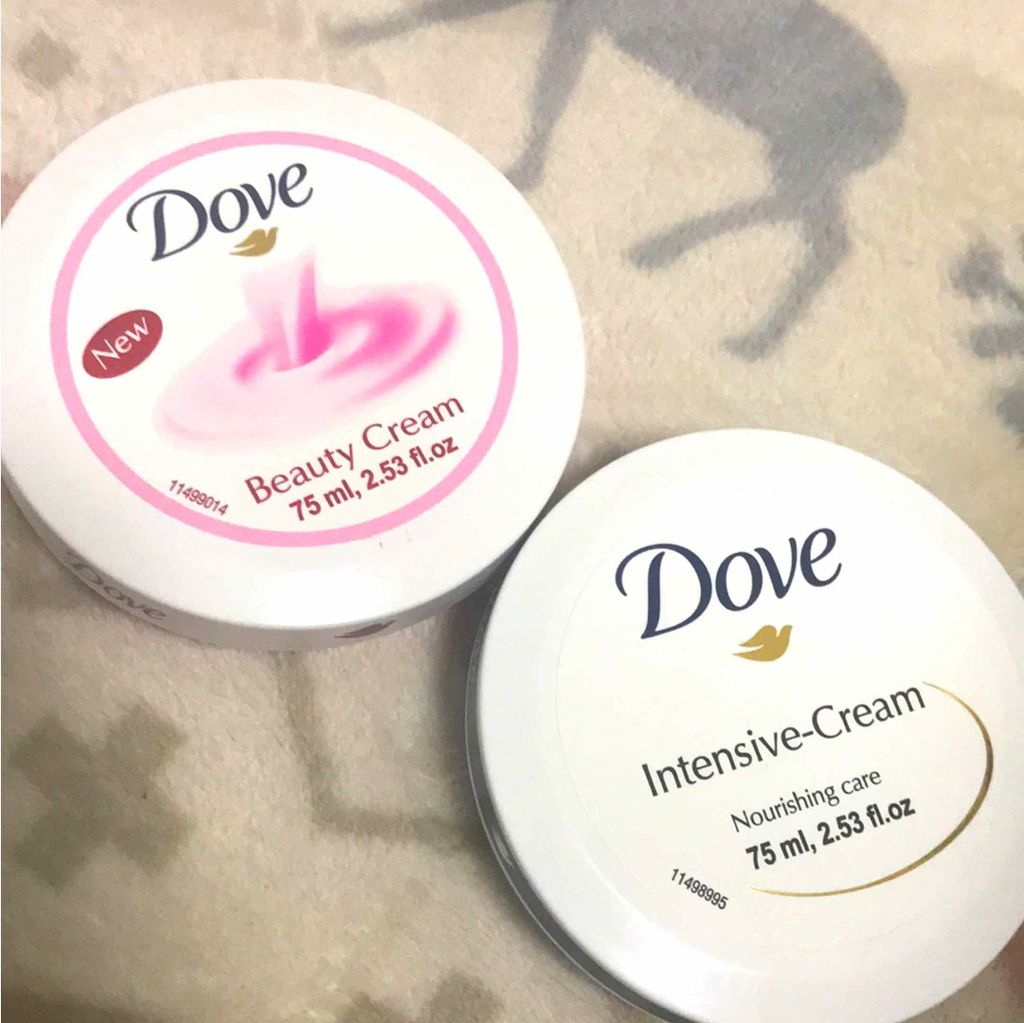 Dove
New
Beauty Cream
75 ml, 2.53 fl.oz
11499014
Dove
Dove
Intensive-Cream
Nourishing care
75 ml, 2.53 fl.oz
11498995